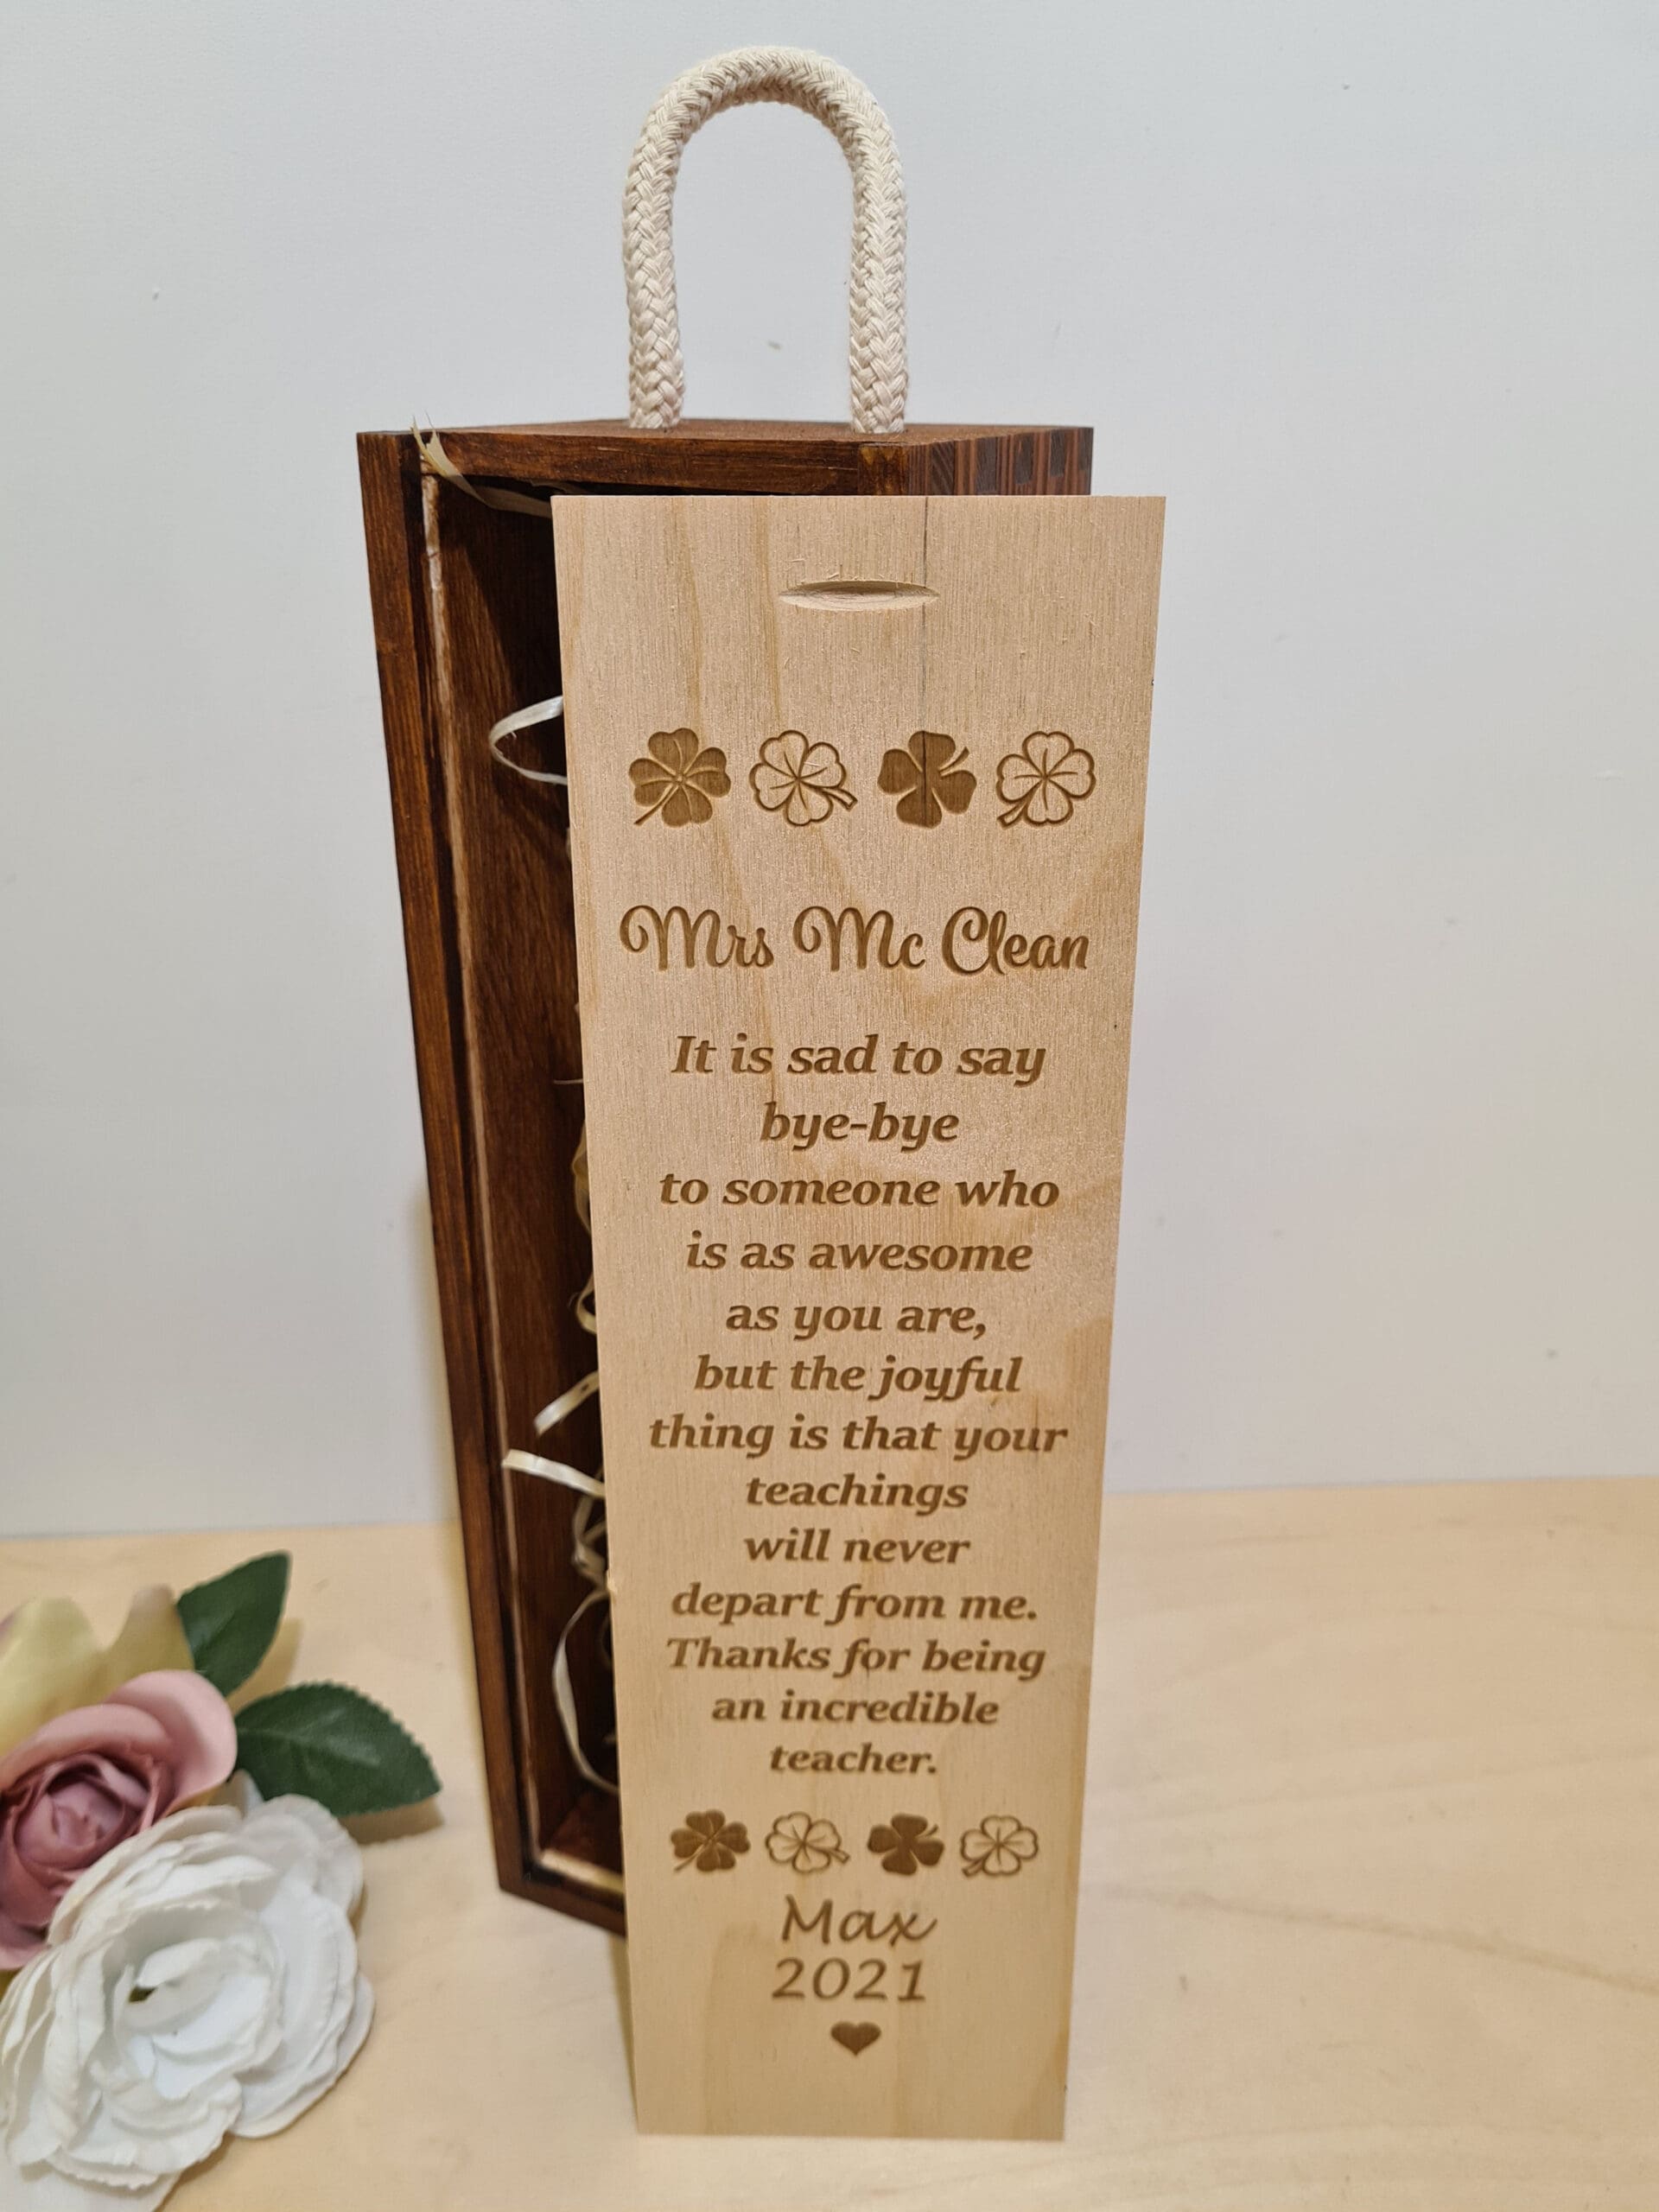 Mrs Mc Clean
It is sad to say
bye-bye
to someone who
is as awesome
as you are,
but the joyful
thing is that your
teachings
will never
depart from me.
Thanks for being
an incredible
teacher.
Max
2021